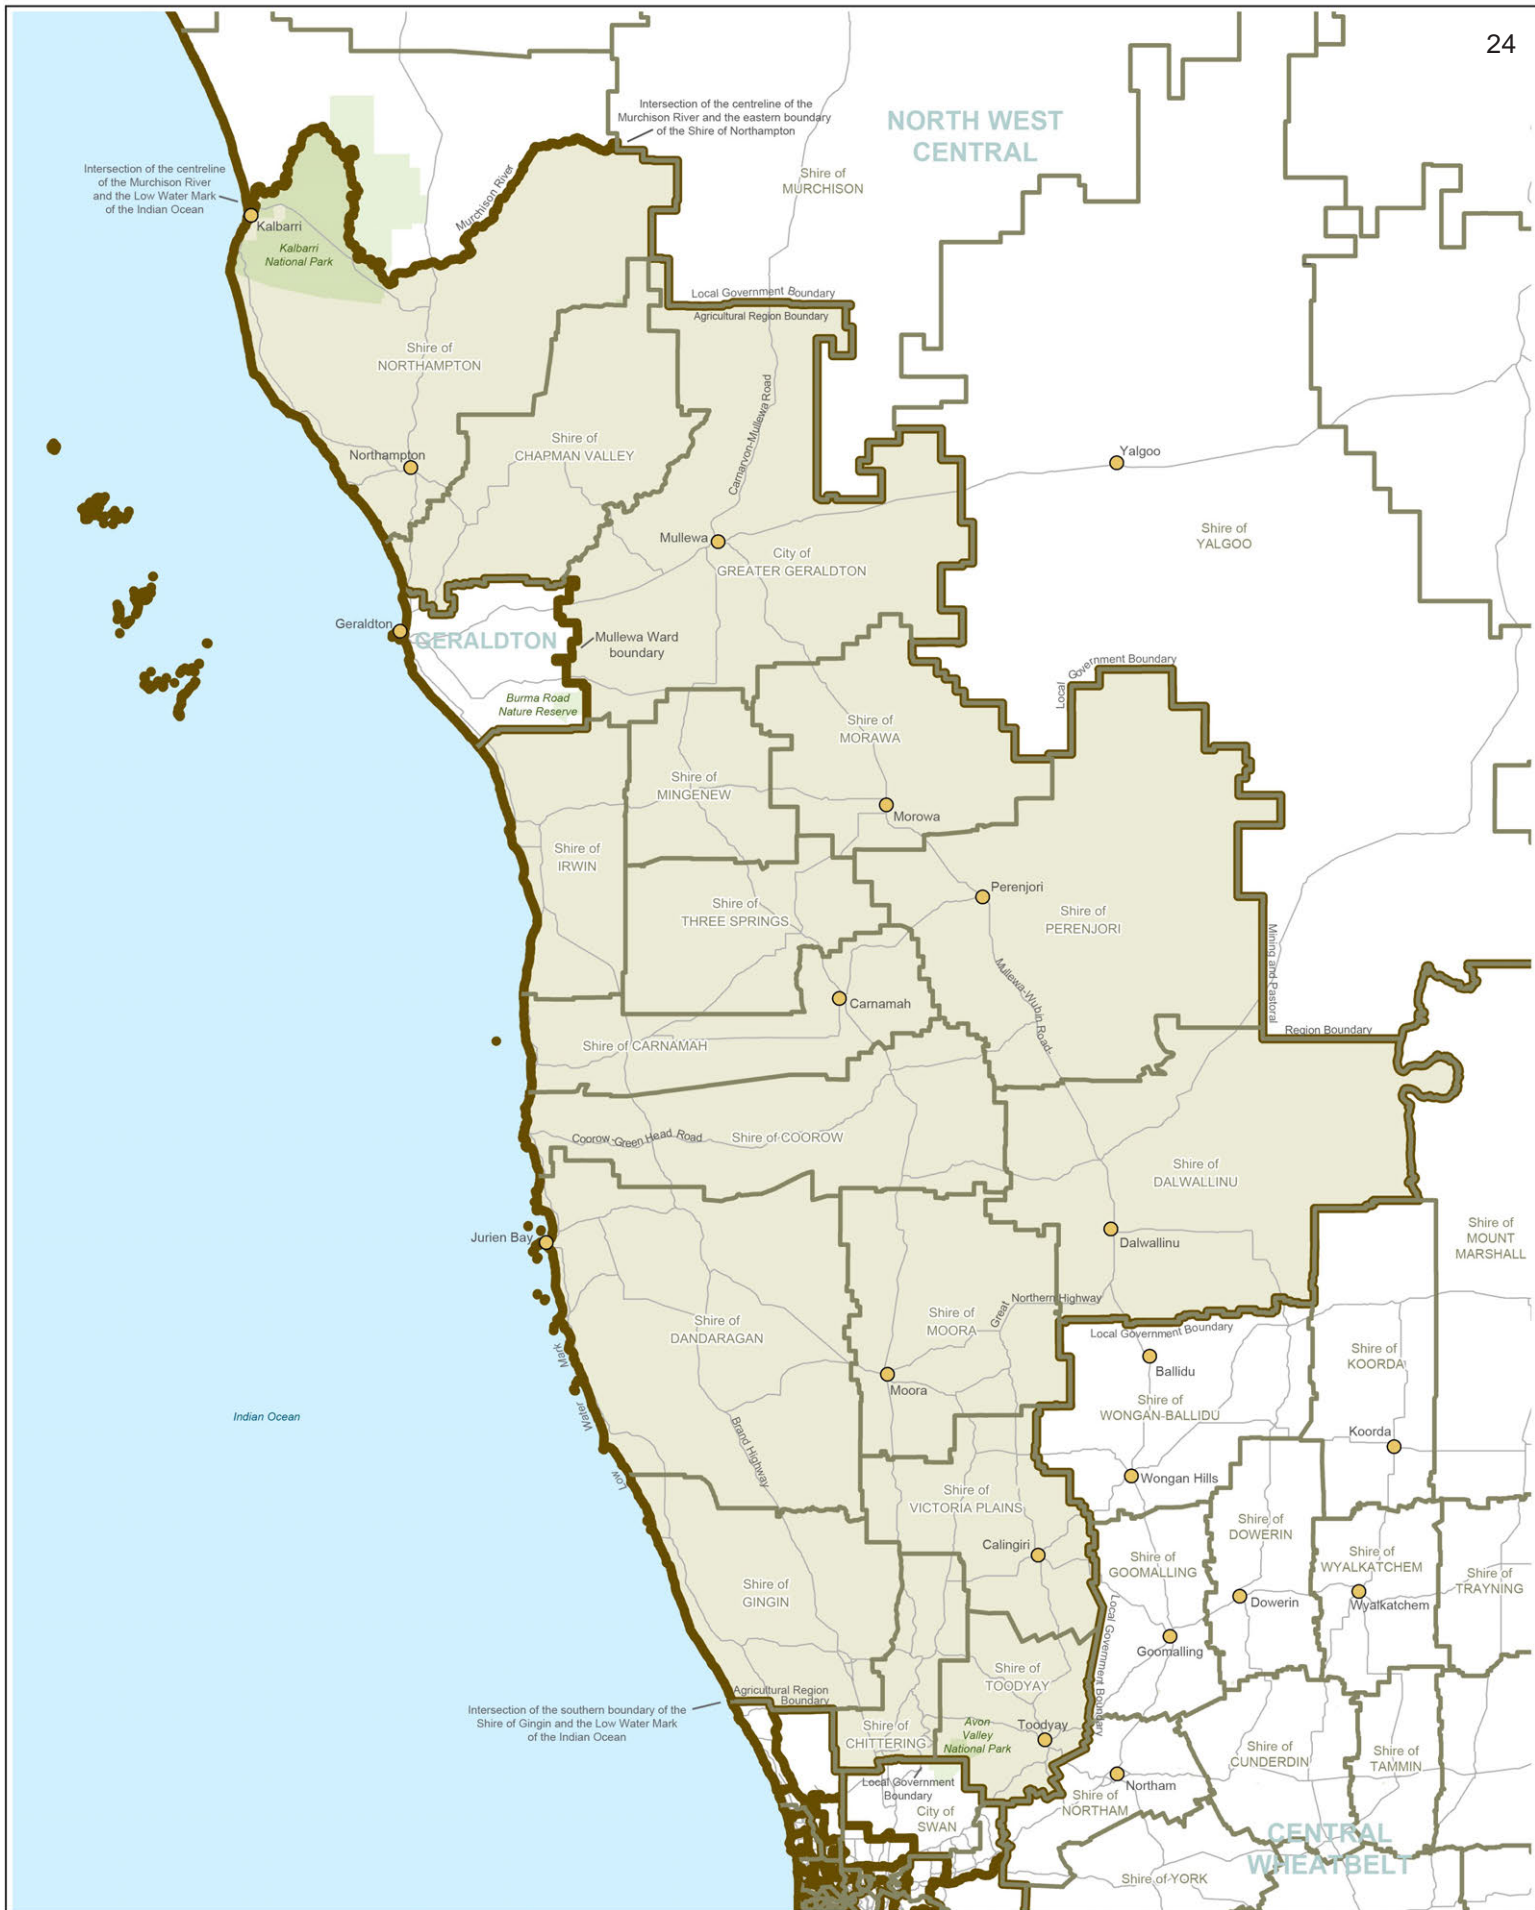 24
Intersection of the centreline of the
Murchison River and the eastern boundary
of the Shire of Northampton
NORTH WEST
CENTRAL
Shire of
MURCHISON
Intersection of the centreline
of the Murchison River
and the Low Water Mark
of the Indian Ocean
Murchison River
Kalbarri
Kalbarri
National Park
Local Government Boundary
Agricultural Region Boundary
Shire of
NORTHAMPTON
Carnarvon-Mullewa Road
Shire of
CHAPMAN VALLEY
Northampton
Yalgoo
Shire of
YALGOO
Mullewa
City of
GREATER GERALDTON
Geraldton
GERALDTON
Mullewa Ward
boundary
Local Government Boundary
Burma Road
Nature Reserve
Shire of
MORAWA
Shire of
MINGENEW
Morowa
Shire of
IRWIN
Perenjori
Shire of
THREE SPRINGS
Shire of
PERENJORI
Mining and Pastoral
Region Boundary
Mullewa-Wubin Road
Carnamah
Shire of CARNAMAH
Coorow-Green Head Road
Shire of COOROW
Shire of
DALWALLINU
Jurien Bay
Dalwallinu
Shire of
MOUNT
MARSHALL
Great
Northern Highway
Shire of
DANDARAGAN
Shire of
MOORA
Local Government Boundary
Low
Water
Mark
Ballidu
Shire of
KOORDA
Moora
Shire of
WONGAN-BALLIDU
Indian Ocean
Brand Highway
Koorda
Wongan Hills
Shire of
VICTORIA PLAINS
Shire of
DOWERIN
Calingiri
Shire of
GOOMALLING
Shire of
WYALKATCHEM
Shire of
TRAYNING
Shire of
GINGIN
Dowerin
Wyalkatchem
Local Government Boundary
Goomalling
Shire of
TOODYAY
Agricultural Region
Boundary
Intersection of the southern boundary of the
Shire of Gingin and the Low Water Mark
of the Indian Ocean
Shire of
CHITTERING
Avon
Valley
National Park
Toodyay
Shire of
CUNDERDIN
Shire of
TAMMIN
Local Government
Boundary
Northam
Shire of
NORTHAM
City of
SWAN
CENTRAL
WHEATBELT
Shire of YORK